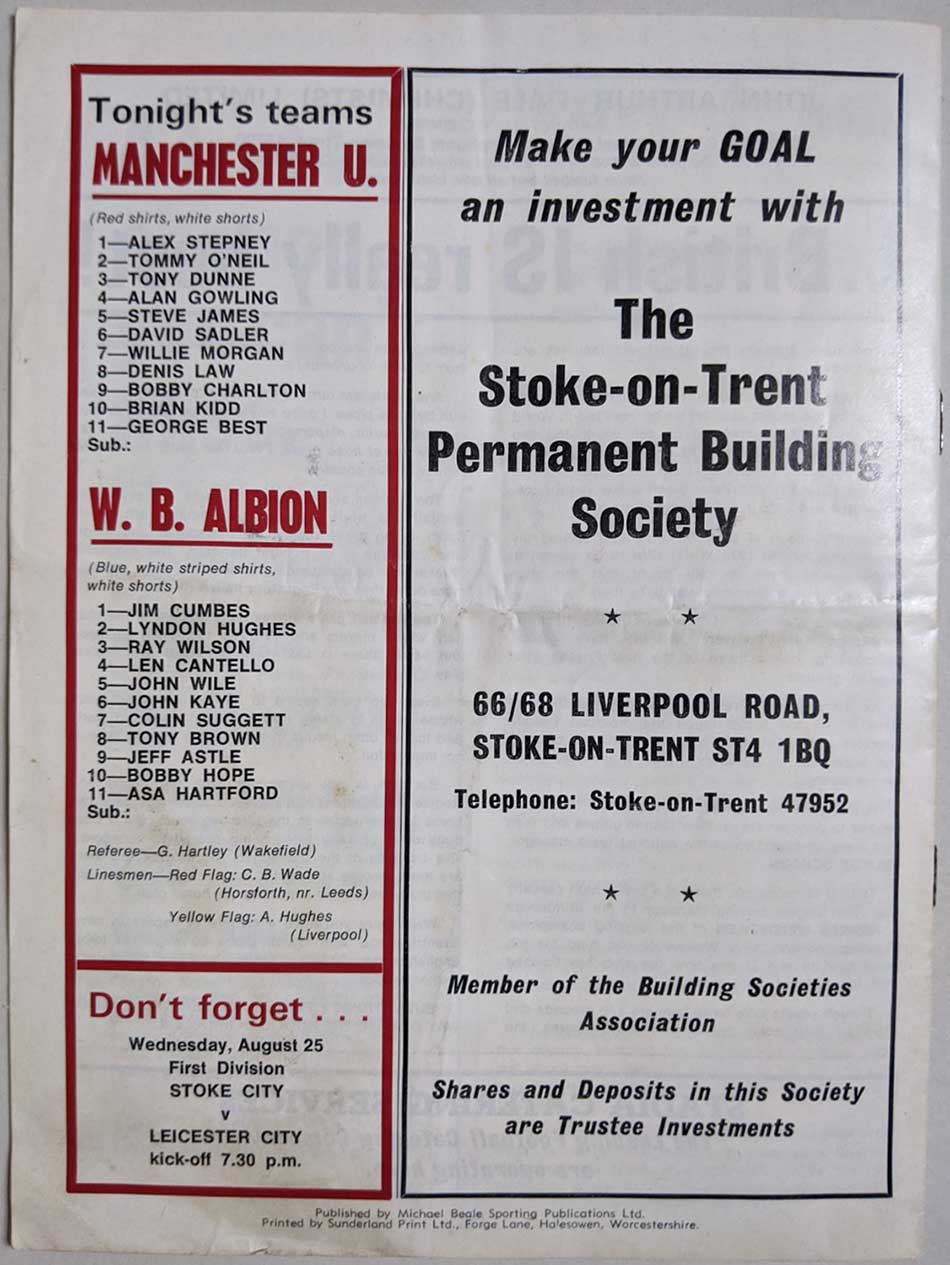 Tonight's teams
MANCHESTER U.
(Red shirts, white shorts)
1—ALEX STEPNEY
2—TOMMY O'NEIL
3—TONY DUNNE
4—ALAN GOWLING
5—STEVE JAMES
6—DAVID SADLER
7—WILLIE MORGAN
8—DENIS LAW
9—BOBBY CHARLTON
10—BRIAN KIDD
11—GEORGE BEST
Sub.:
W. B. ALBION
(Blue, white striped shirts,
white shorts)
1—JIM CUMBES
2—LYNDON HUGHES
3—RAY WILSON
4—LEN CANTELLO
5—JOHN WILE
6—JOHN KAYE
7—COLIN SUGGETT
8—TONY BROWN
9—JEFF ASTLE
10—BOBBY HOPE
11—ASA HARTFORD
Sub.:
Referee—G. Hartley (Wakefield)
Linesmen—Red Flag: C. B. Wade
(Horsforth, nr. Leeds)
Yellow Flag: A. Hughes
(Liverpool)
Don't forget . . .
Wednesday, August 25
First Division
STOKE CITY
v
LEICESTER CITY
kick-off 7.30 p.m.
Make your GOAL
an investment with
The
Stoke-on-Trent
Permanent Building
Society
66/68 LIVERPOOL ROAD,
STOKE-ON-TRENT ST4 1BQ
Telephone: Stoke-on-Trent 47952
Member of the Building Societies
Association
Shares and Deposits in this Society
are Trustee Investments
Published by Michael Beale Sporting Publications Ltd.
Printed by Sunderland Print Ltd., Forge Lane, Halesowen, Worcestershire.